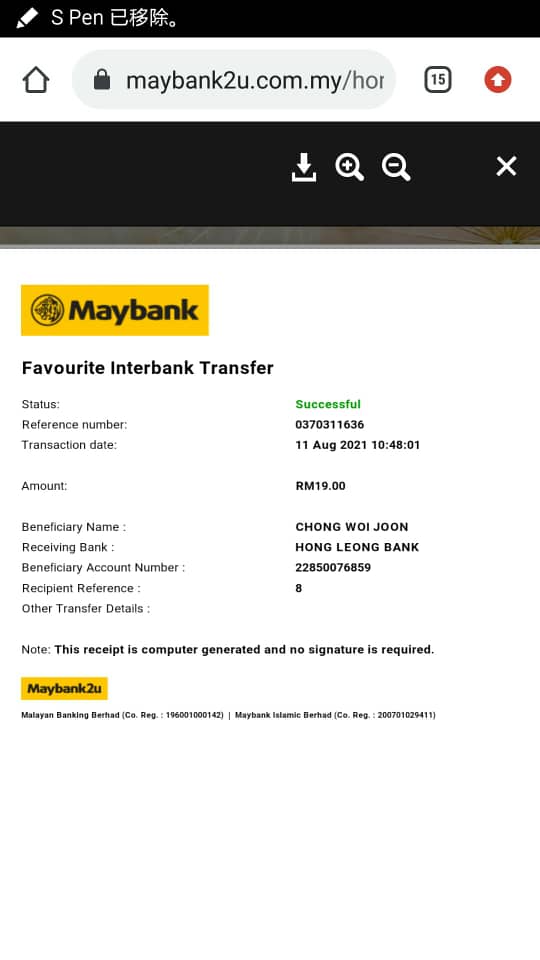 S Pen 已移除。
maybank2u.com.my/hor
15
Maybank
Favourite Interbank Transfer
Status: Successful
Reference number: 0370311636
Transaction date: 11 Aug 2021 10:48:01
Amount: RM19.00
Beneficiary Name : CHONG WOI JOON
Receiving Bank : HONG LEONG BANK
Beneficiary Account Number : 22850076859
Recipient Reference : 8
Other Transfer Details :
Note: This receipt is computer generated and no signature is required.
Maybank2u
Malayan Banking Berhad (Co. Reg. : 196001000142) | Maybank Islamic Berhad (Co. Reg. : 200701029411)